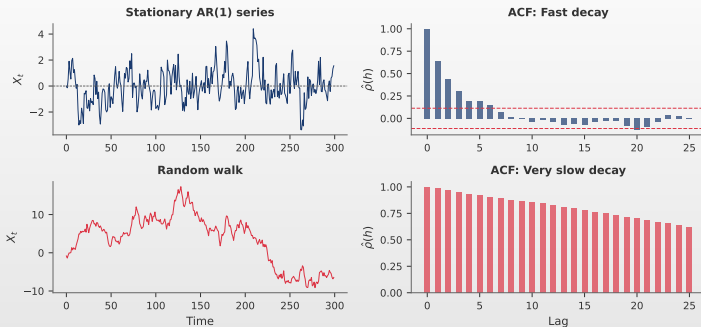 Stationary AR(1) series
4
2
0
−2
X_t
0 50 100 150 200 250 300
ACF: Fast decay
1.00
0.75
0.50
0.25
0.00
ρ̂(h)
0 5 10 15 20 25
Random walk
10
0
−10
X_t
0 50 100 150 200 250 300
Time
ACF: Very slow decay
1.00
0.75
0.50
0.25
0.00
ρ̂(h)
0 5 10 15 20 25
Lag